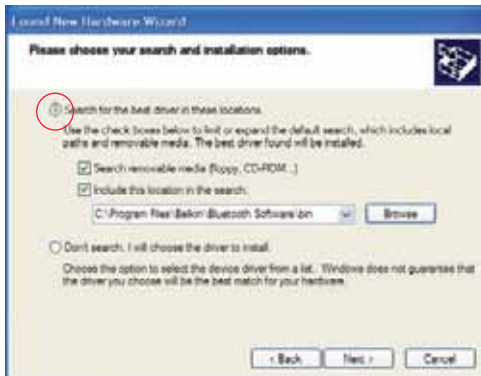 Found New Hardware Wizard
Please choose your search and installation options.
Search for the best driver in these locations.
Use the check boxes below to limit or expand the default search, which includes local
paths and removable media. The best driver found will be installed.
Search removable media (floppy, CD-ROM...)
Include this location in the search:
C:\Program Files\Belkin\Bluetooth Software\bin
Browse
Don't search. I will choose the driver to install.
Choose this option to select the device driver from a list. Windows does not guarantee that
the driver you choose will be the best match for your hardware.
< Back
Next >
Cancel